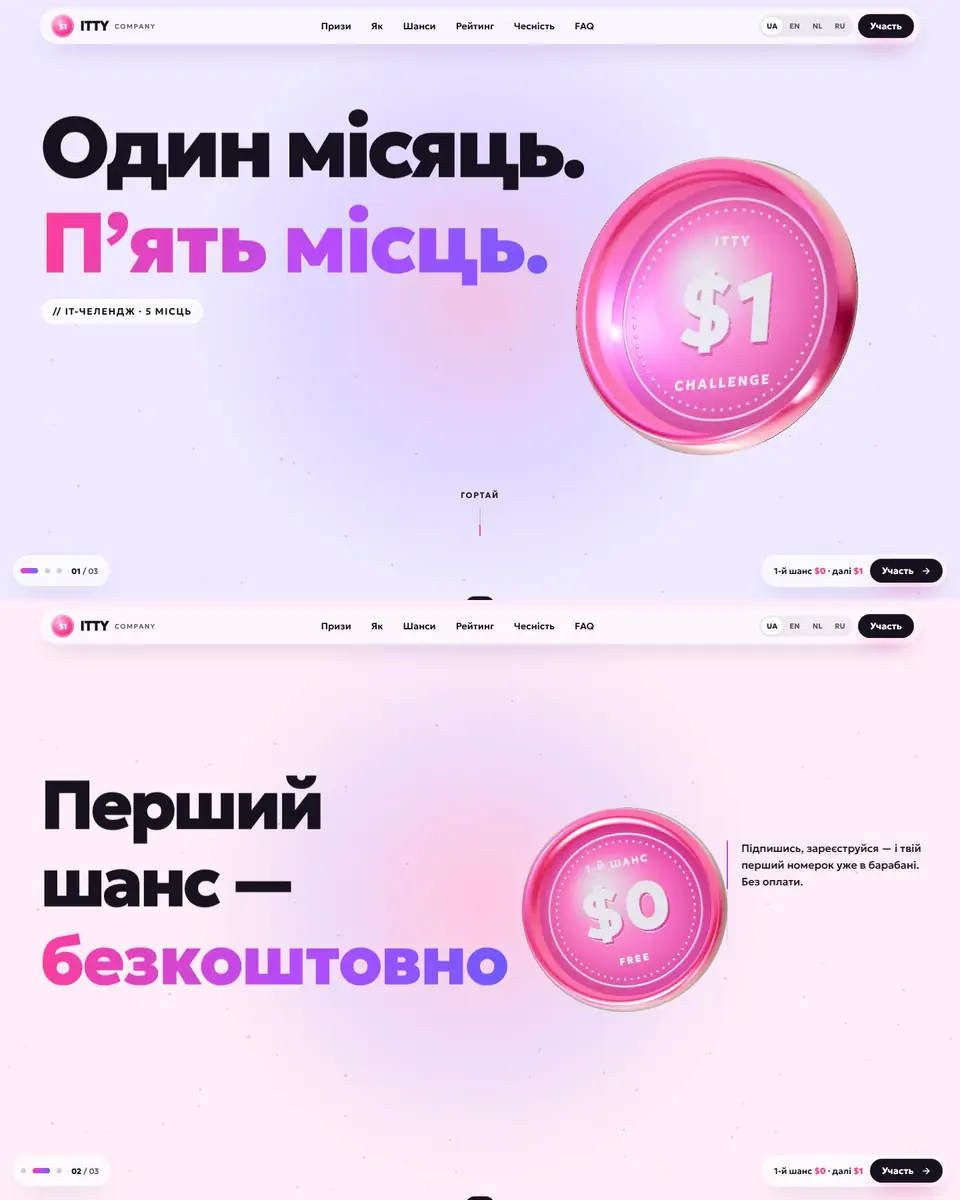 $1 ITTY COMPANY Призи Як Шанси Рейтинг Чесність FAQ UA EN NL RU Участь
Один місяць.
П’ять місць.
// ІТ-ЧЕЛЕНДЖ · 5 МІСЦЬ
ITTY
$1
CHALLENGE
ГОРТАЙ
01 / 03
1-й шанс $0 · далі $1 Участь →
$1 ITTY COMPANY Призи Як Шанси Рейтинг Чесність FAQ UA EN NL RU Участь
Перший
шанс —
безкоштовно
1-Й ШАНС
$0
FREE
Підпишись, зареєструйся — і твій
перший номерок уже в барабані.
Без оплати.
02 / 03
1-й шанс $0 · далі $1 Участь →